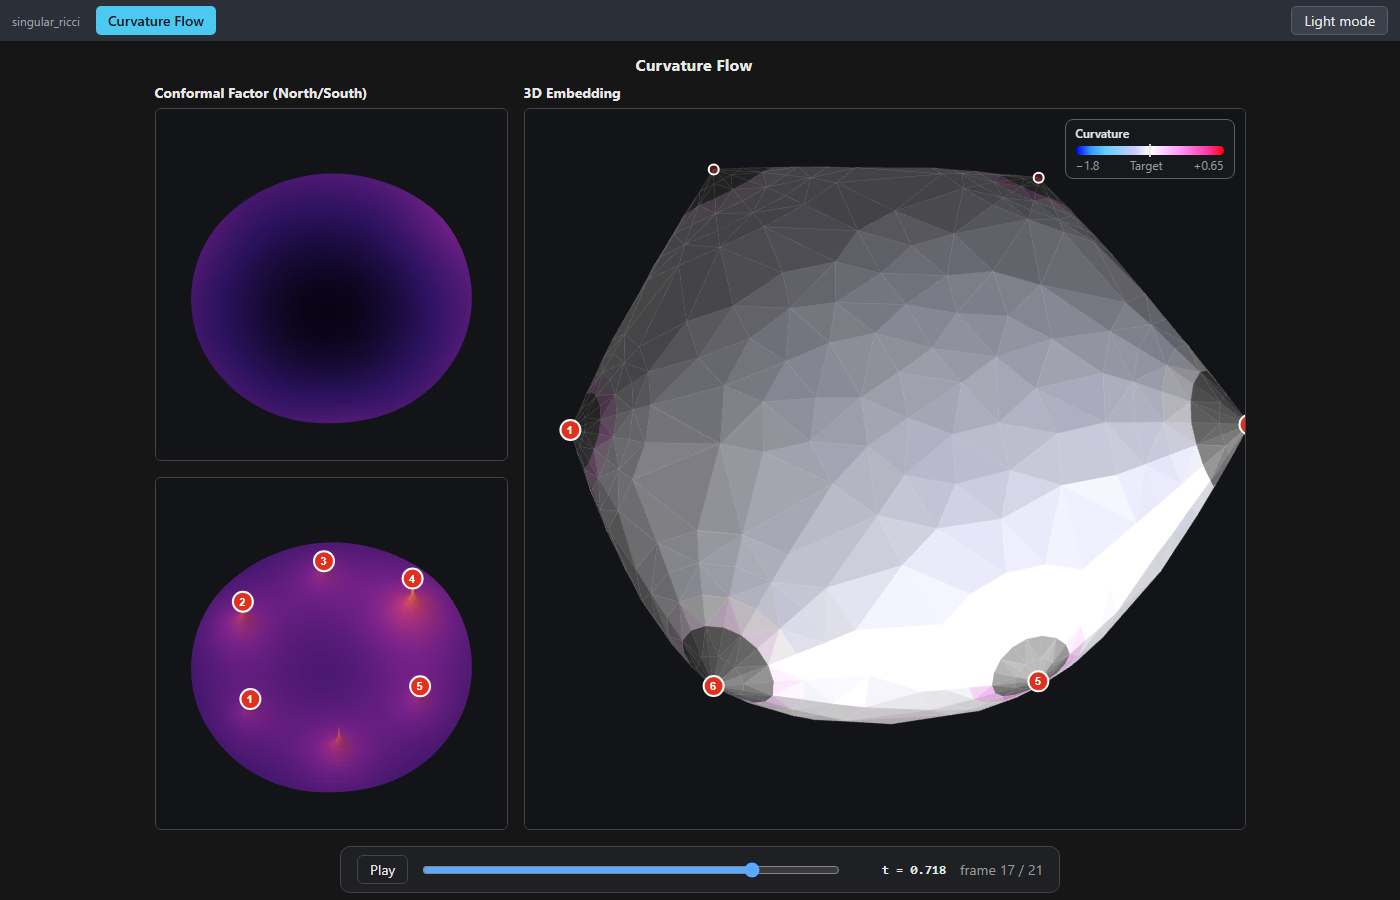 singular_ricci
Curvature Flow
Light mode
Curvature Flow
Conformal Factor (North/South)
3D Embedding
Curvature
−1.8 Target +0.65
1
3
4
2
5
1
6
5
Play
t = 0.718 frame 17 / 21